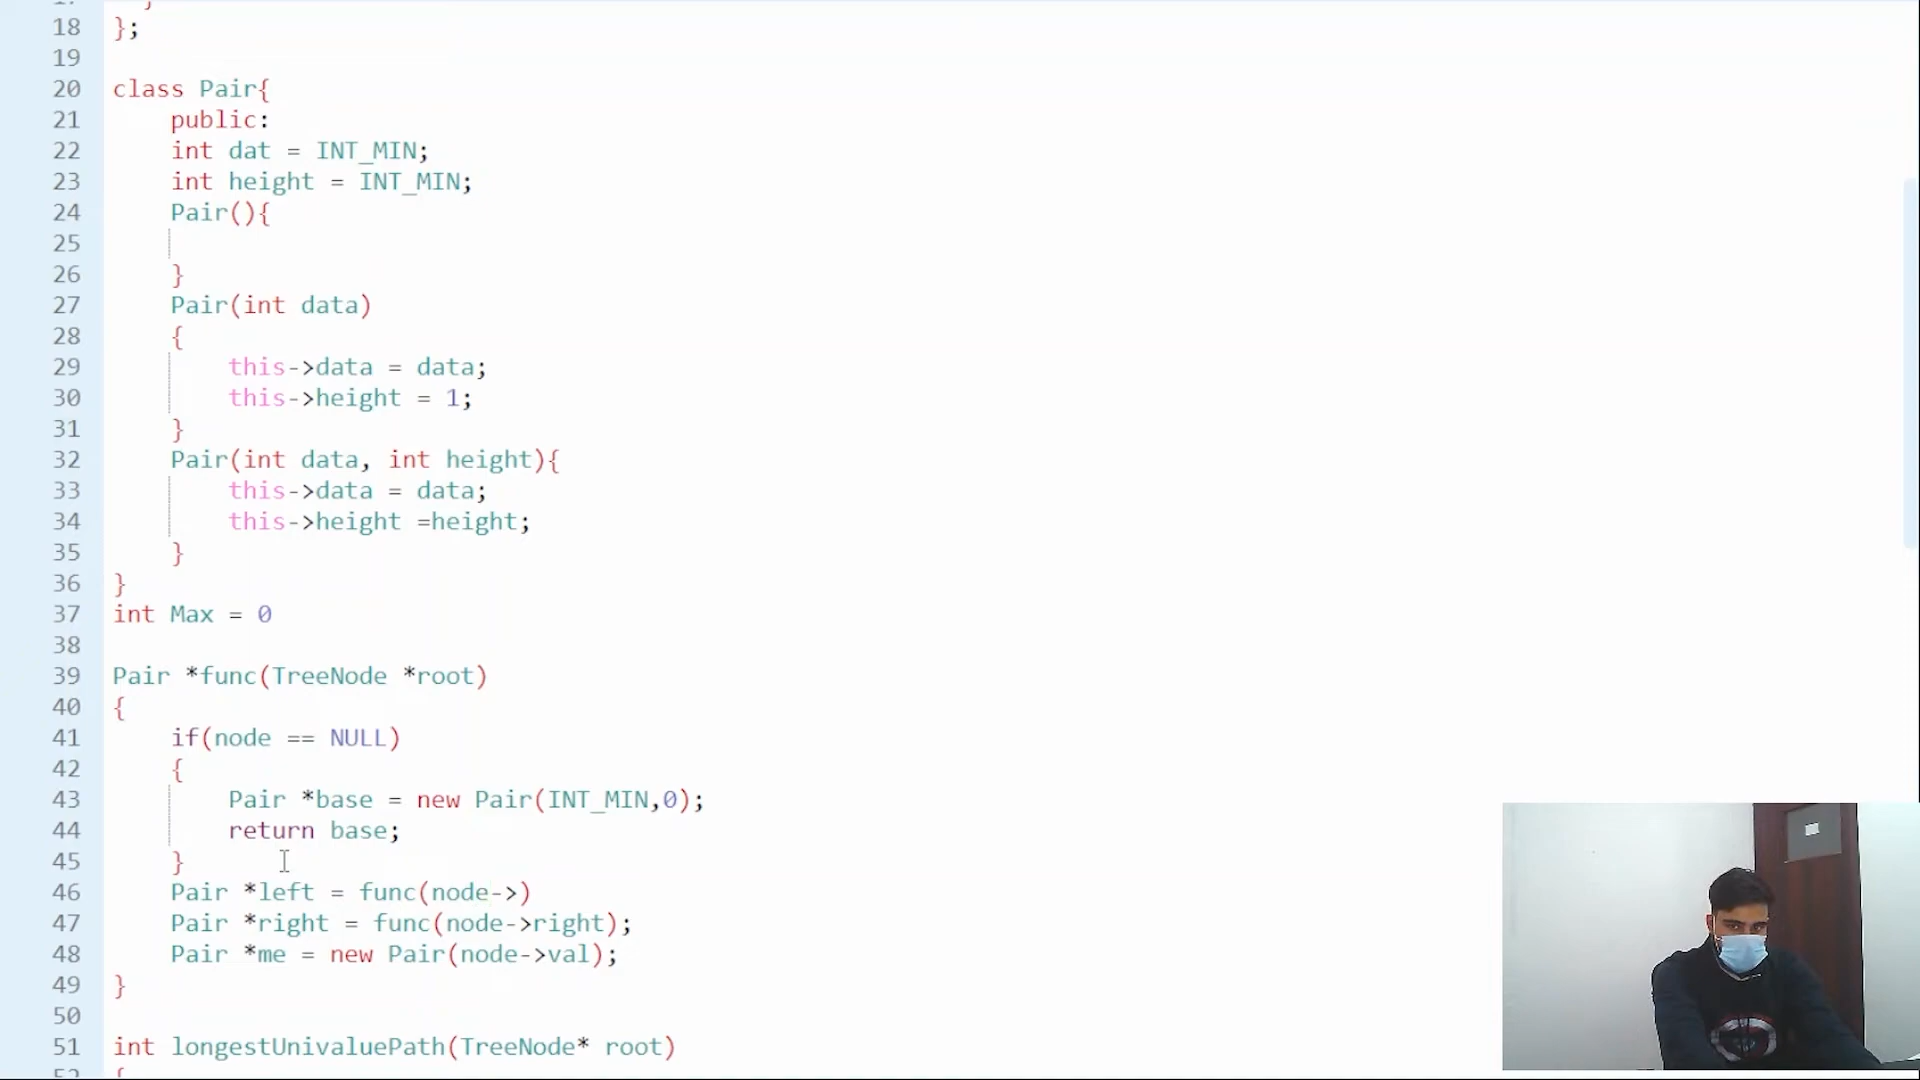 18 };
19
20 class Pair{
21 public:
22 int dat = INT_MIN;
23 int height = INT_MIN;
24 Pair(){
25
26 }
27 Pair(int data)
28 {
29 this->data = data;
30 this->height = 1;
31 }
32 Pair(int data, int height){
33 this->data = data;
34 this->height =height;
35 }
36 }
37 int Max = 0
38
39 Pair *func(TreeNode *root)
40 {
41 if(node == NULL)
42 {
43 Pair *base = new Pair(INT_MIN,0);
44 return base;
45 }
46 Pair *left = func(node->)
47 Pair *right = func(node->right);
48 Pair *me = new Pair(node->val);
49 }
50
51 int longestUnivaluePath(TreeNode* root)